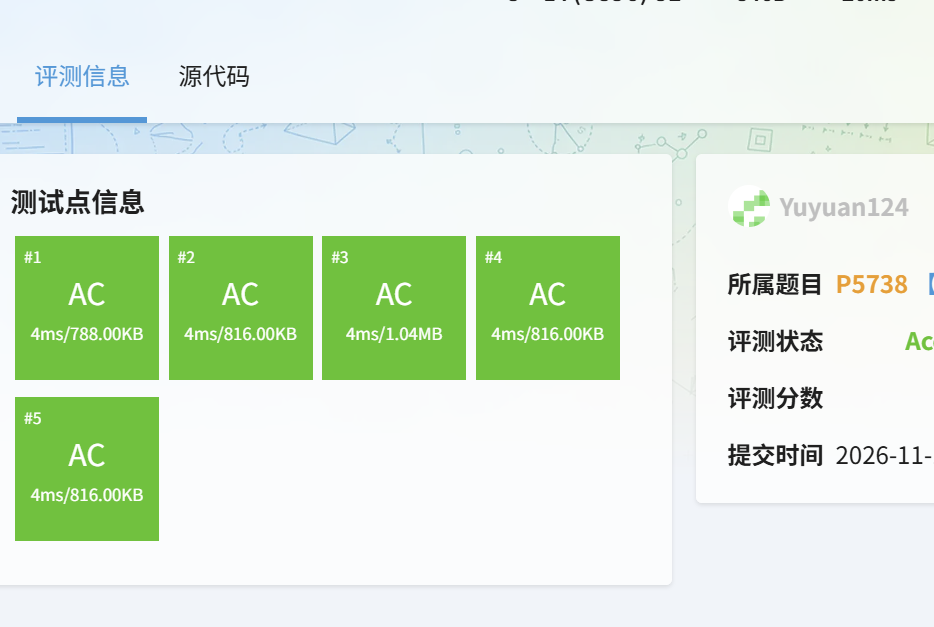 评测信息
源代码
测试点信息
#1
AC
4ms/788.00KB
#2
AC
4ms/816.00KB
#3
AC
4ms/1.04MB
#4
AC
4ms/816.00KB
#5
AC
4ms/816.00KB
Yuyuan124
所属题目 P5738
评测状态
评测分数
提交时间 2026-11-